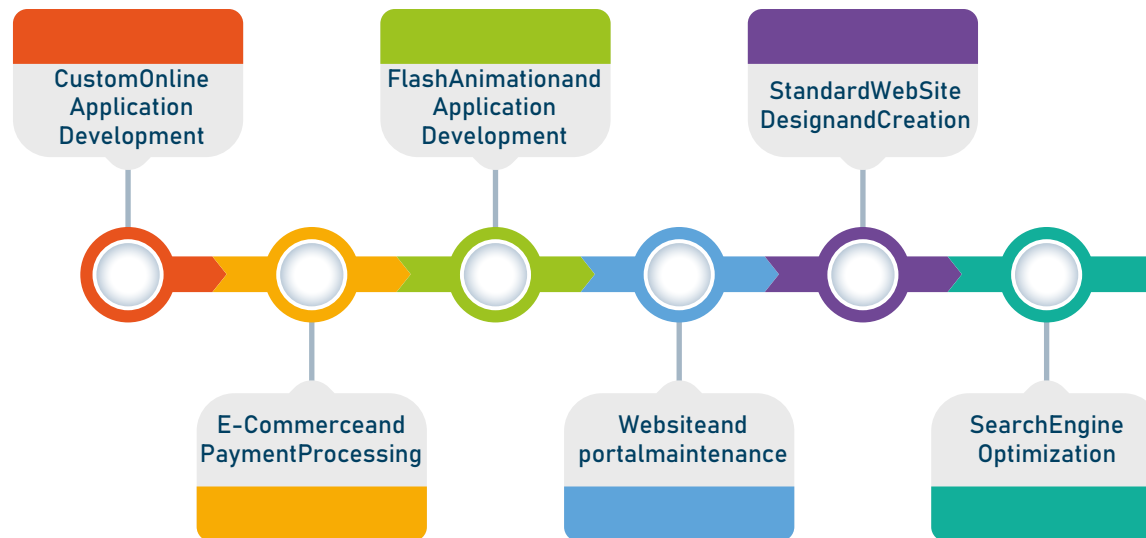 CustomOnline
Application
Development
FlashAnimationand
Application
Development
StandardWebSite
DesignandCreation
E-Commerceand
PaymentProcessing
Websiteand
portalmaintenance
SearchEngine
Optimization